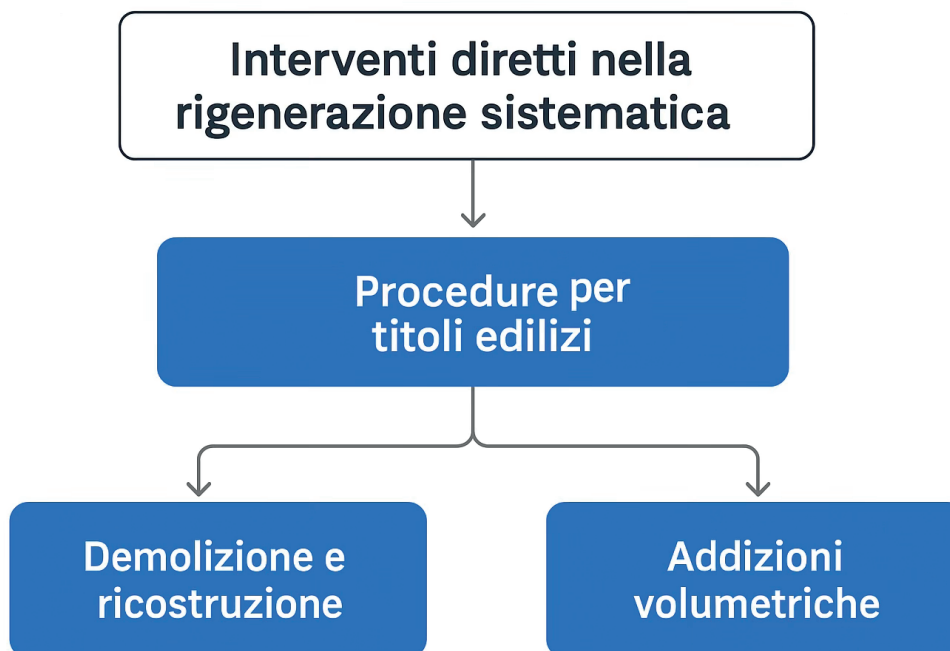 Interventi diretti nella
rigenerazione sistematica
Procedure per
titoli edilizi
Demolizione e
ricostruzione
Addizioni
volumetriche